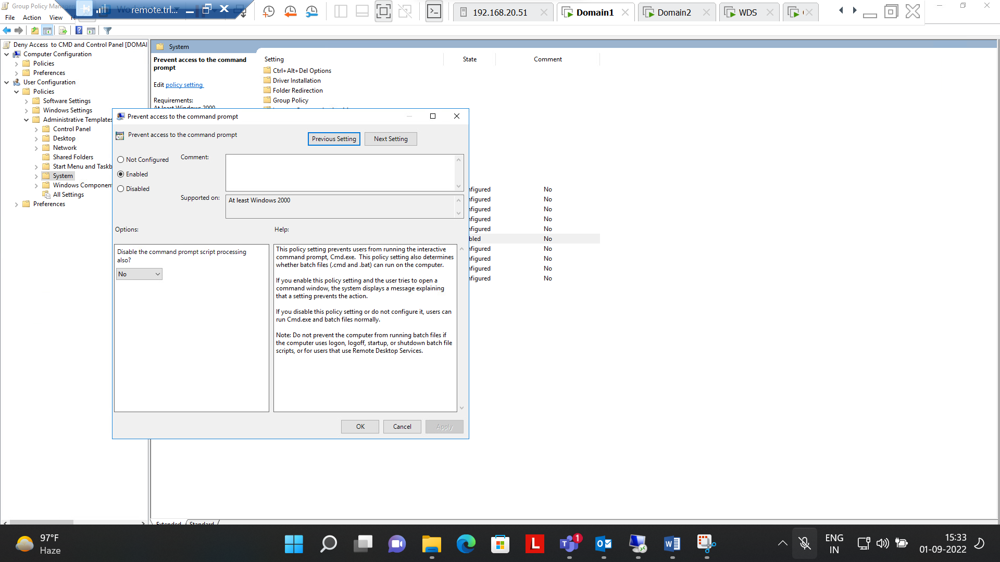 Group Policy Manag
remote.trl...
192.168.20.51
Domain1
Domain2
WDS
File Action View
Deny Access to CMD and Control Panel [DOMAI
Computer Configuration
Policies
Preferences
User Configuration
Policies
Software Settings
Windows Settings
Administrative Templates
Control Panel
Desktop
Network
Shared Folders
Start Menu and Taskb
System
Windows Componen
All Settings
Preferences
System
Prevent access to the command
prompt
Edit policy setting
Requirements:
At least Windows 2000
Setting State Comment
Ctrl+Alt+Del Options
Driver Installation
Folder Redirection
Group Policy
Prevent access to the command prompt
Prevent access to the command prompt
Previous Setting
Next Setting
Not Configured
Enabled
Disabled
Comment:
Supported on:
At least Windows 2000
Options:
Help:
Disable the command prompt script processing
also?
No
This policy setting prevents users from running the interactive
command prompt, Cmd.exe. This policy setting also determines
whether batch files (.cmd and .bat) can run on the computer.
If you enable this policy setting and the user tries to open a
command window, the system displays a message explaining
that a setting prevents the action.
If you disable this policy setting or do not configure it, users can
run Cmd.exe and batch files normally.
Note: Do not prevent the computer from running batch files if
the computer uses logon, logoff, startup, or shutdown batch file
scripts, or for users that use Remote Desktop Services.
OK
Cancel
Apply
nfigured No
nfigured No
nfigured No
nfigured No
nfigured No
bled No
nfigured No
nfigured No
nfigured No
nfigured No
Extended
Standard
97°F
Haze
L
1
ENG
IN
15:33
01-09-2022